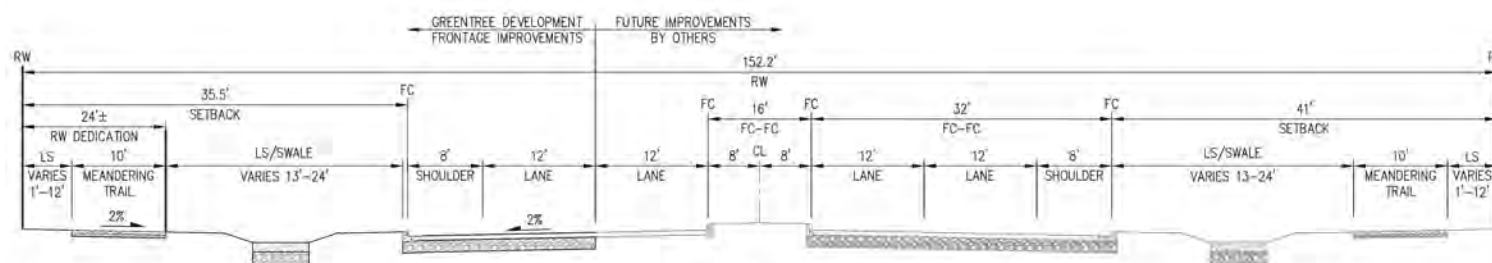 GREENTREE DEVELOPMENT
FRONTAGE IMPROVEMENTS
FUTURE IMPROVEMENTS
BY OTHERS
RW
152.2'
RW
35.5'
SETBACK
FC
FC
16'
FC-FC
FC
32'
FC-FC
FC
41'
SETBACK
24'±
RW DEDICATION
LS
VARIES
1'-12'
10'
MEANDERING
TRAIL
LS/SWALE
VARIES 13'-24'
8'
SHOULDER
12'
LANE
12'
LANE
8'
CL
8'
12'
LANE
12'
LANE
8'
SHOULDER
LS/SWALE
VARIES 13-24'
10'
MEANDERING
TRAIL
LS
VARIES
1'-12'
2%
2%